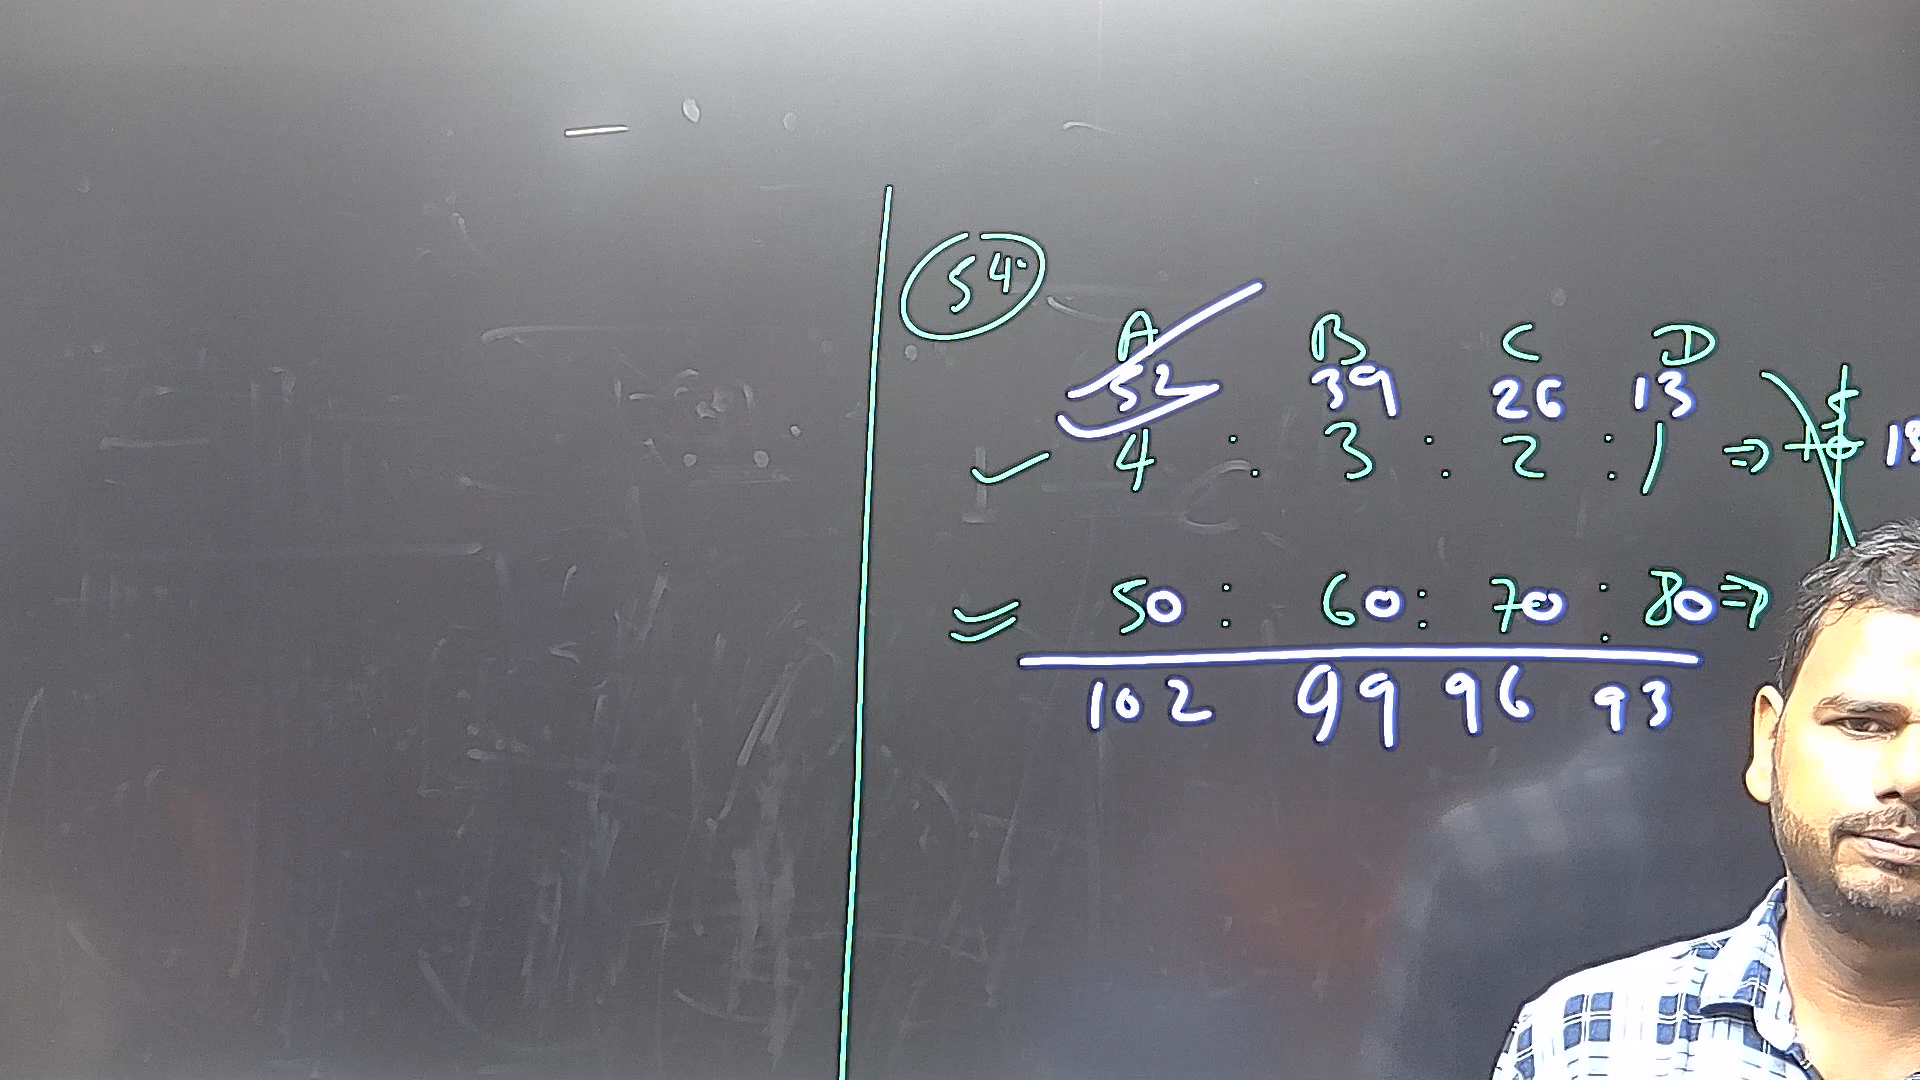 54.
A B C D
52 39 26 13
4 : 3 : 2 : 1 ⇒
50 : 60 : 70 : 80 ⇒
102 99 96 93